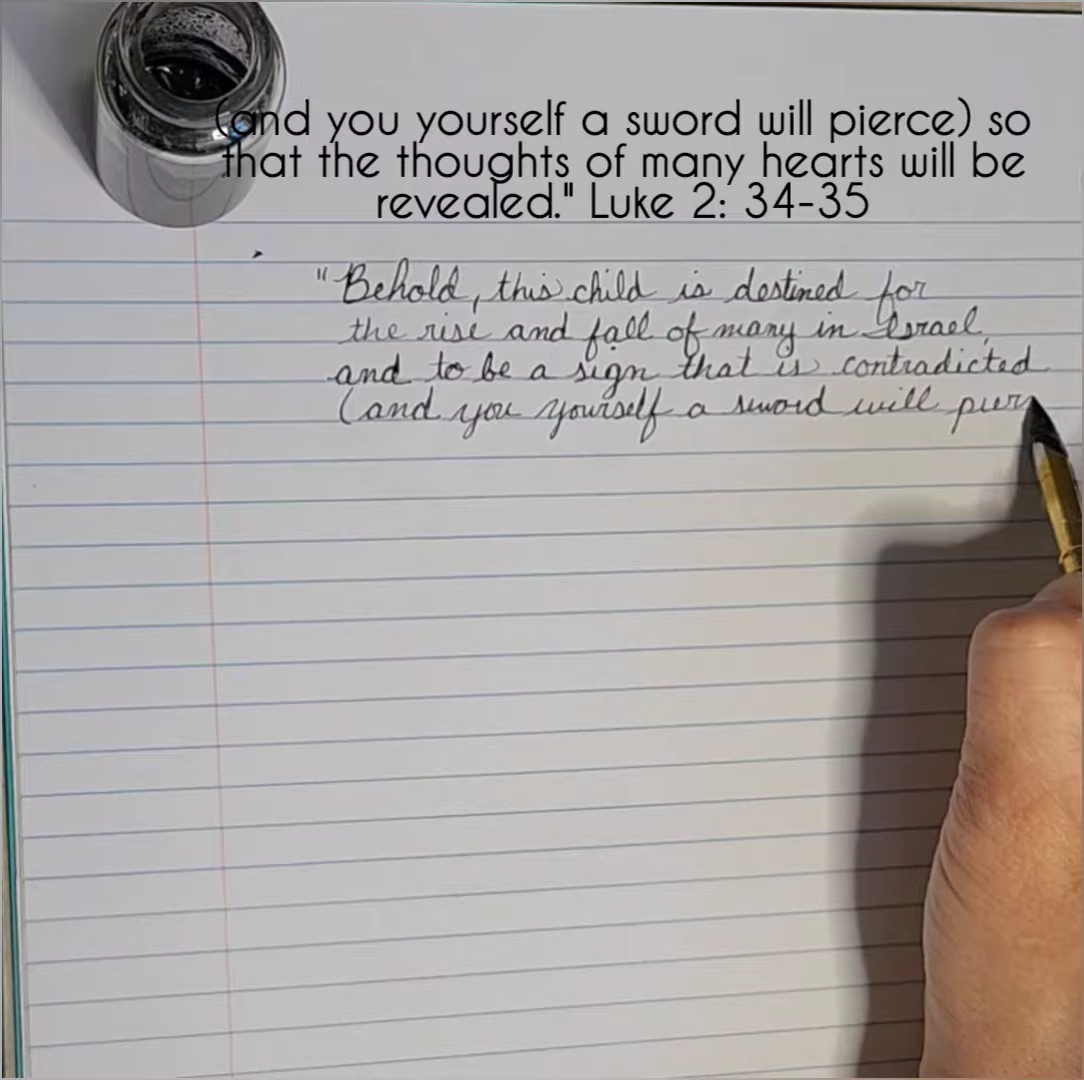 (and you yourself a sword will pierce) so
that the thoughts of many hearts will be
revealed." Luke 2: 34-35
"Behold, this child is destined for
the rise and fall of many in Israel,
and to be a sign that is contradicted
(and you yourself a sword will pier